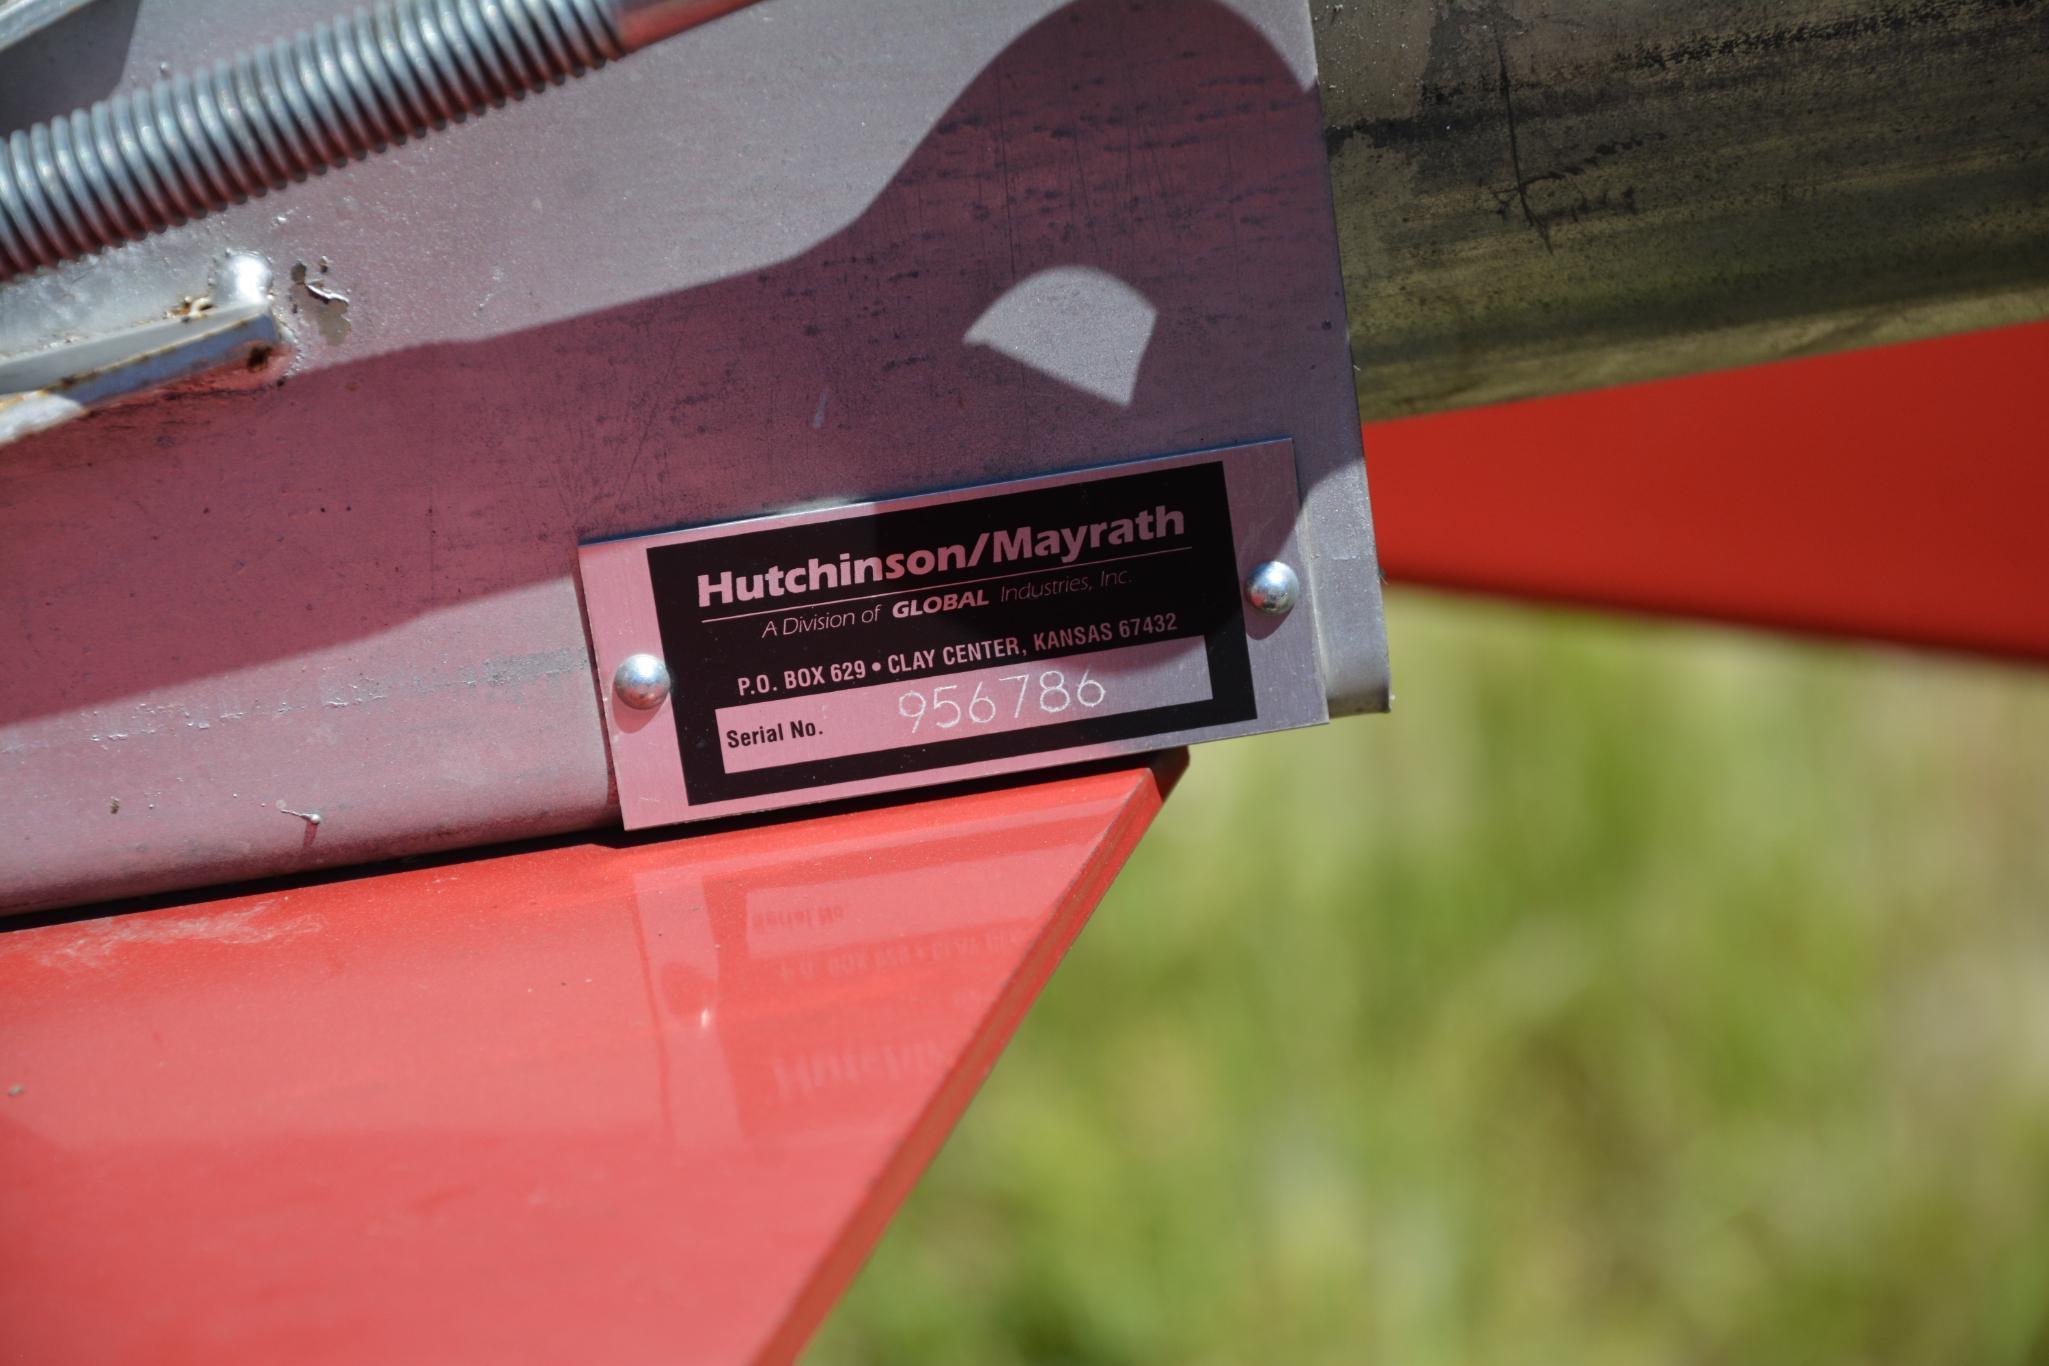 Hutchinson/Mayrath
A Division of GLOBAL Industries, Inc.
P.O. BOX 629 • CLAY CENTER, KANSAS 67432
Serial No. 956786